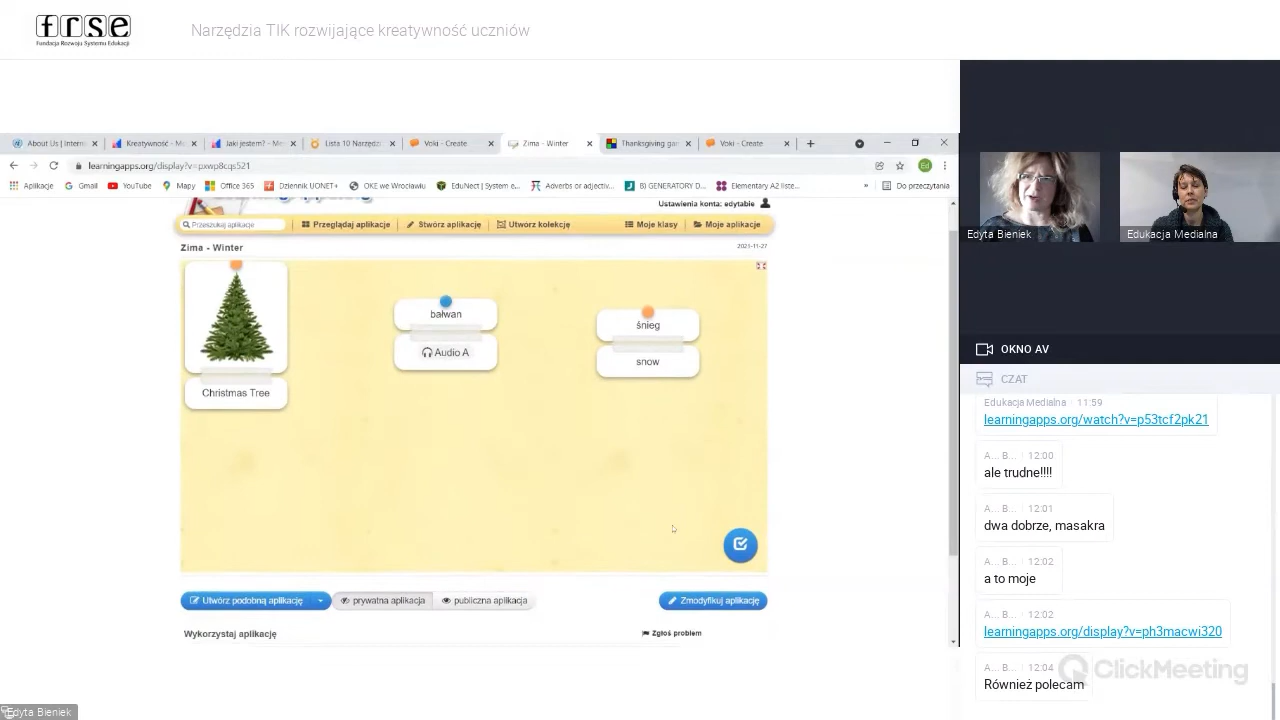 frse
Fundacja Rozwoju Systemu Edukacji
Narzędzia TIK rozwijające kreatywność uczniów
About Us | Intern
Kreatywność - M
Jaki jestem? - Me
Lista 10 Narzędzi
Voki - Create
Zima - Winter
Thanksgiving gar
Voki - Create
learningapps.org/display?v=pxwp8cqs521
Ed
Aplikacje
Gmail
YouTube
Mapy
Office 365
Dziennik UONET+
OKE we Wrocławiu
EduNect | System e...
Adverbs or adjectiv...
B) GENERATORY D...
Elementary A2 liste...
»
Do przeczytania
Ustawienia konta: edytabie
Przeszukaj aplikacje
Przeglądaj aplikacje
Stwórz aplikację
Utwórz kolekcję
Moje klasy
Moje aplikacje
Zima - Winter
2021-11-27
Christmas Tree
bałwan
Audio A
śnieg
snow
Utwórz podobną aplikację
prywatna aplikacja
publiczna aplikacja
Zmodyfikuj aplikację
Wykorzystaj aplikację
Zgłoś problem
Edyta Bieniek
Edyta Bieniek
Edukacja Medialna
OKNO AV
CZAT
Edukacja Medialna 11:59
learningapps.org/watch?v=p53tcf2pk21
A... B... 12:00
ale trudne!!!!
A... B... 12:01
dwa dobrze, masakra
A... B... 12:02
a to moje
A... B... 12:02
learningapps.org/display?v=ph3macwi320
A... B... 12:04
Również polecam
ClickMeeting